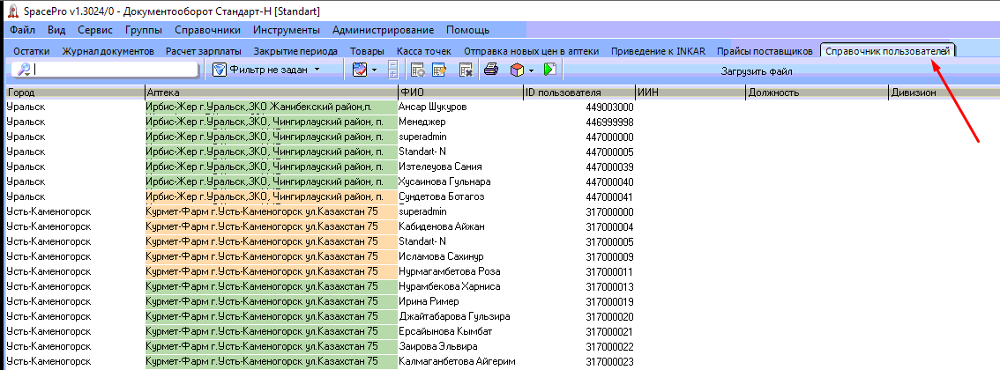 SpacePro v1.3024/0 - Документооборот Стандарт-Н [Standart]
Файл Вид Сервис Группы Справочники Инструменты Администрирование Помощь
Остатки Журнал документов Расчет зарплаты Закрытие периода Товары Касса точек Отправка новых цен в аптеки Приведение к INKAR Прайсы поставщиков Справочник пользователей
Фильтр не задан Загрузить файл
Город Аптека ФИО ID пользователя ИИН Должность Дивизион
Уральск Ирбис-Жер г.Уральск,ЗКО Жанибекский район,п. Ансар Шукуров 449003000
Уральск Ирбис-Жер г.Уральск,ЗКО, Чингирлауский район, п. Менеджер 446999998
Уральск Ирбис-Жер г.Уральск,ЗКО, Чингирлауский район, п. superadmin 447000000
Уральск Ирбис-Жер г.Уральск,ЗКО, Чингирлауский район, п. Standart- N 447000005
Уральск Ирбис-Жер г.Уральск,ЗКО, Чингирлауский район, п. Изтелеуова Сания 447000039
Уральск Ирбис-Жер г.Уральск,ЗКО, Чингирлауский район, п. Хусаинова Гульнара 447000040
Уральск Ирбис-Жер г.Уральск,ЗКО, Чингирлауский район, п. Сундетова Ботагоз 447000041
Усть-Каменогорск Курмет-Фарм г.Усть-Каменогорск ул.Казахстан 75 superadmin 317000000
Усть-Каменогорск Курмет-Фарм г.Усть-Каменогорск ул.Казахстан 75 Кабиденова Айжан 317000004
Усть-Каменогорск Курмет-Фарм г.Усть-Каменогорск ул.Казахстан 75 Standart- N 317000005
Усть-Каменогорск Курмет-Фарм г.Усть-Каменогорск ул.Казахстан 75 Исламова Сахинур 317000009
Усть-Каменогорск Курмет-Фарм г.Усть-Каменогорск ул.Казахстан 75 Нурмагамбетова Роза 317000011
Усть-Каменогорск Курмет-Фарм г.Усть-Каменогорск ул.Казахстан 75 Нурамбекова Харниса 317000013
Усть-Каменогорск Курмет-Фарм г.Усть-Каменогорск ул.Казахстан 75 Ирина Ример 317000019
Усть-Каменогорск Курмет-Фарм г.Усть-Каменогорск ул.Казахстан 75 Джайтабарова Гульзира 317000020
Усть-Каменогорск Курмет-Фарм г.Усть-Каменогорск ул.Казахстан 75 Ерсайынова Кымбат 317000021
Усть-Каменогорск Курмет-Фарм г.Усть-Каменогорск ул.Казахстан 75 Заирова Эльвира 317000022
Усть-Каменогорск Курмет-Фарм г.Усть-Каменогорск ул.Казахстан 75 Калмаганбетова Айгерим 317000023